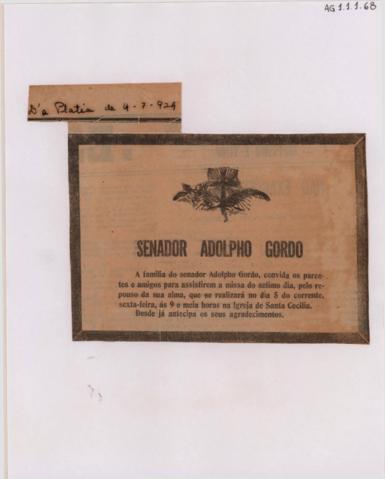 AG 1.1.1.68
D'a Platéa de 4-7-929
SENADOR ADOLPHO GORDO
A familia do senador Adolpho Gordo, convida os paren-
tes e amigos para assistirem a missa do setimo dia, pelo re-
pouso da sua alma, que se realizará no dia 5 do corrente,
sexta-feira, ás 9 e meia horas na Igreja de Santa Cecilia.
Desde já antecipa os seus agradecimentos.